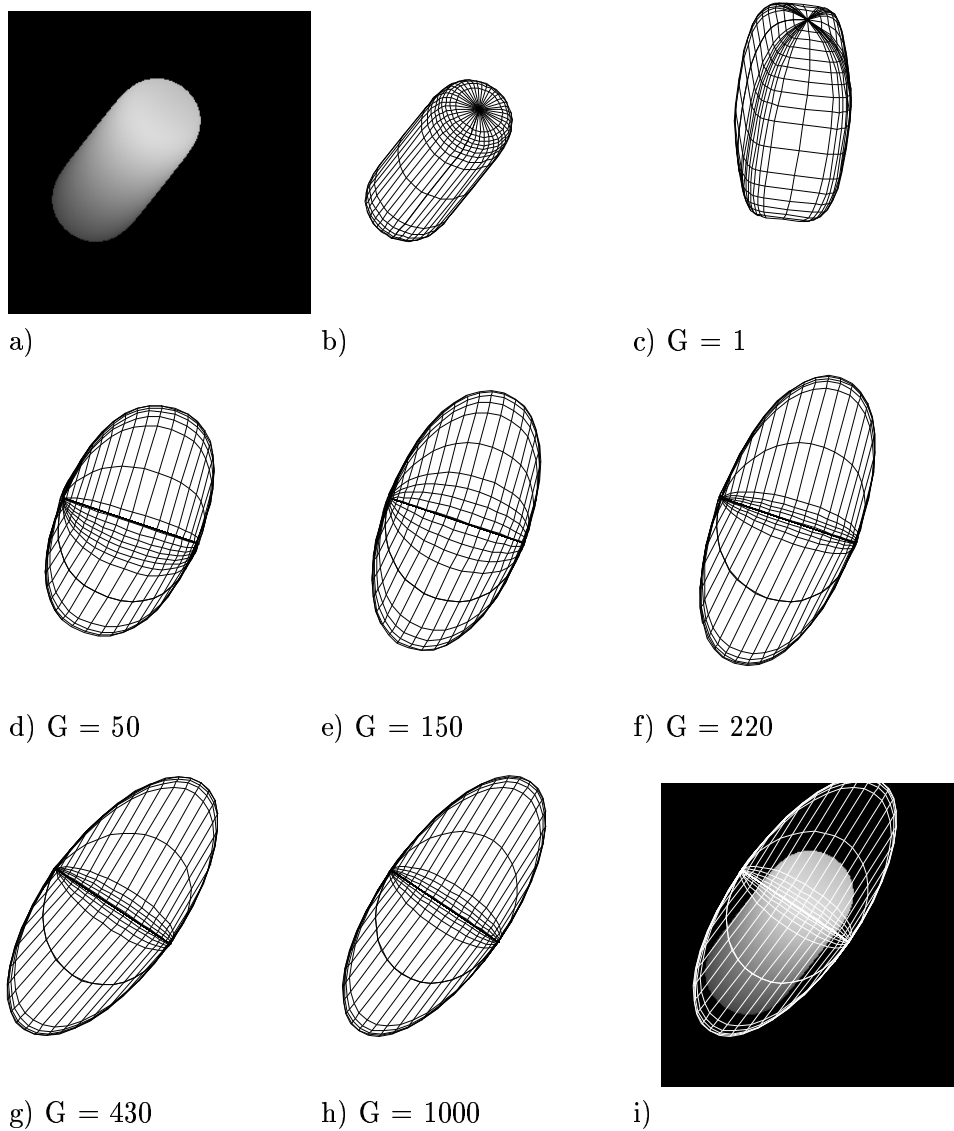 a)
b)
c) G = 1
d) G = 50
e) G = 150
f) G = 220
g) G = 430
h) G = 1000
i)